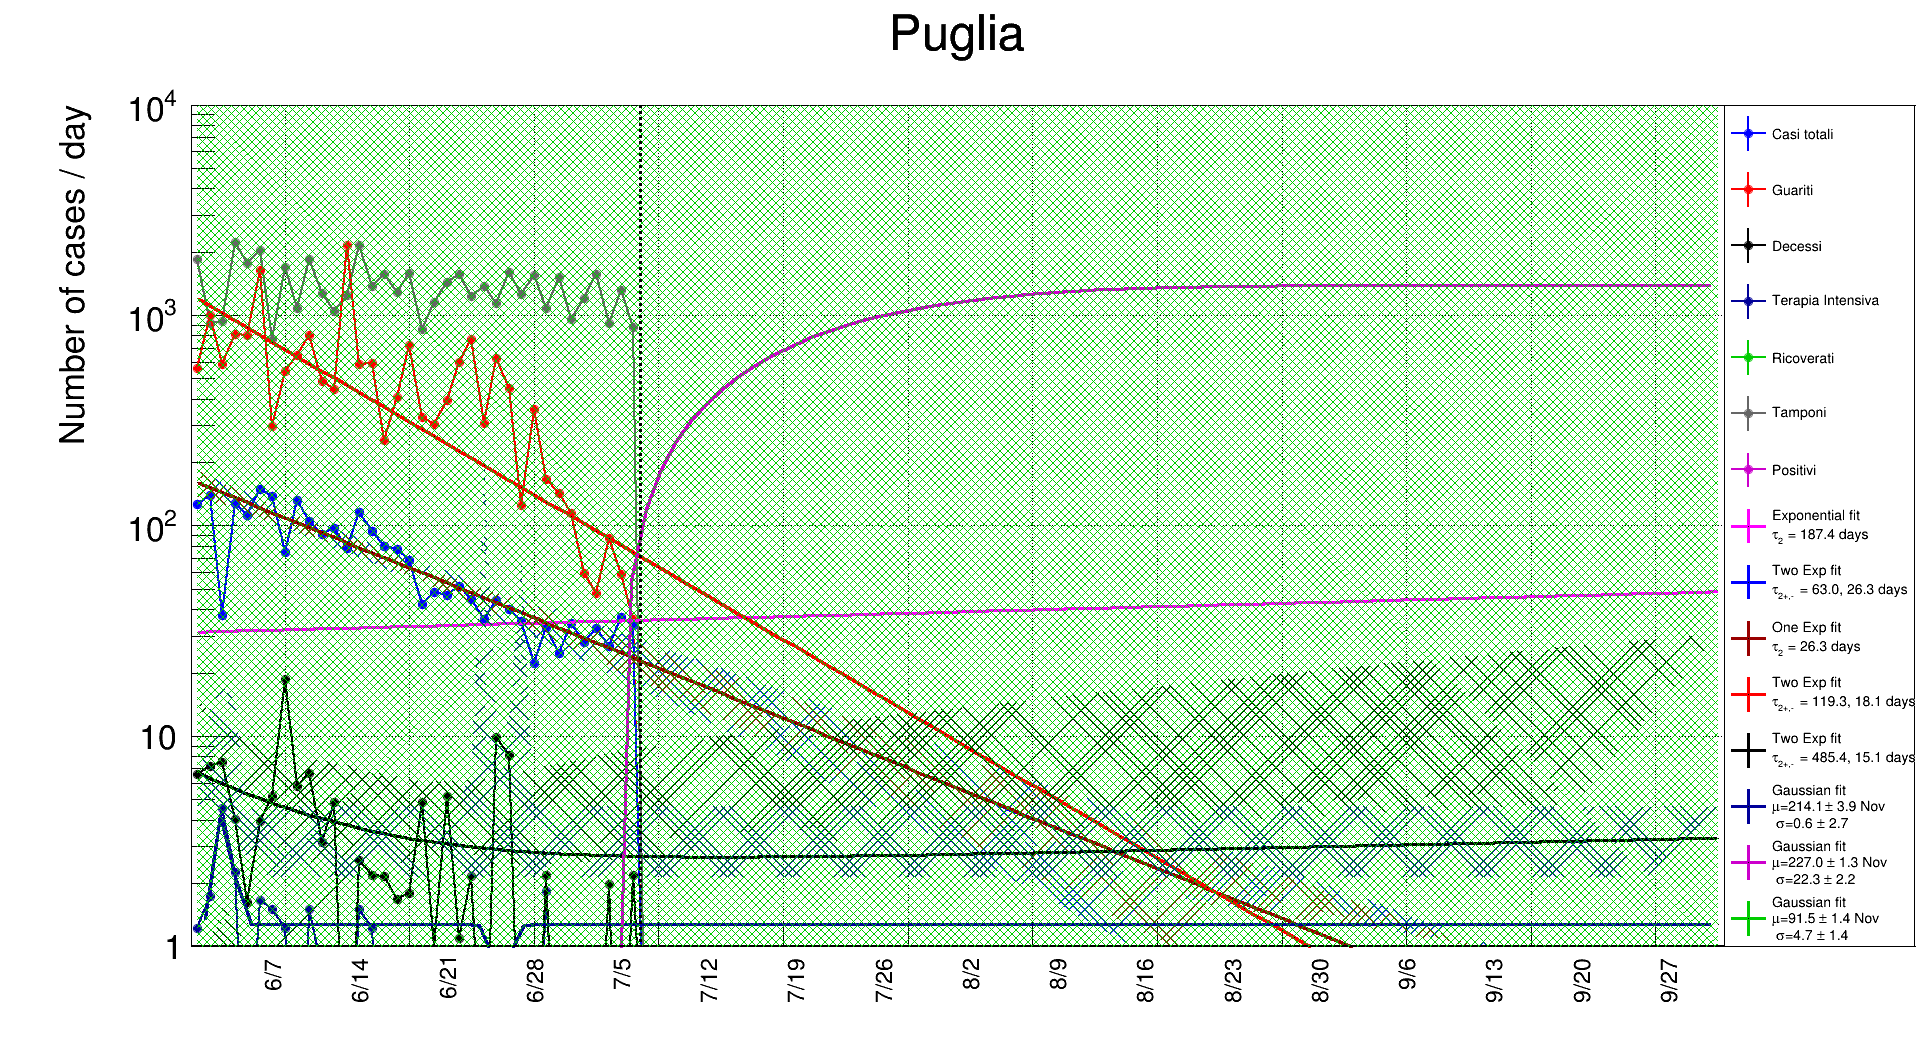 Puglia
Number of cases / day
10⁴
10³
10²
10
1
6/7
6/14
6/21
6/28
7/5
7/12
7/19
7/26
8/2
8/9
8/16
8/23
8/30
9/6
9/13
9/20
9/27
Casi totali
Guariti
Decessi
Terapia Intensiva
Ricoverati
Tamponi
Positivi
Exponential fit
τ₂ = 187.4 days
Two Exp fit
τ₂₊,₋ = 63.0, 26.3 days
One Exp fit
τ₂ = 26.3 days
Two Exp fit
τ₂₊,₋ = 119.3, 18.1 days
Two Exp fit
τ₂₊,₋ = 485.4, 15.1 days
Gaussian fit
μ=214.1 ± 3.9 Nov
σ=0.6 ± 2.7
Gaussian fit
μ=227.0 ± 1.3 Nov
σ=22.3 ± 2.2
Gaussian fit
μ=91.5 ± 1.4 Nov
σ=4.7 ± 1.4